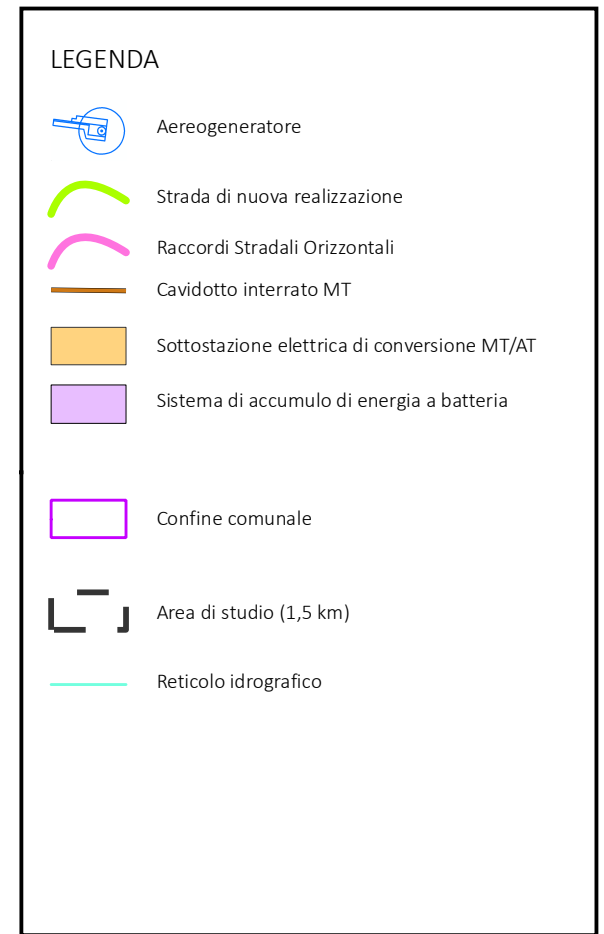 LEGENDA
Aereogeneratore
Strada di nuova realizzazione
Raccordi Stradali Orizzontali
Cavidotto interrato MT
Sottostazione elettrica di conversione MT/AT
Sistema di accumulo di energia a batteria
Confine comunale
Area di studio (1,5 km)
Reticolo idrografico